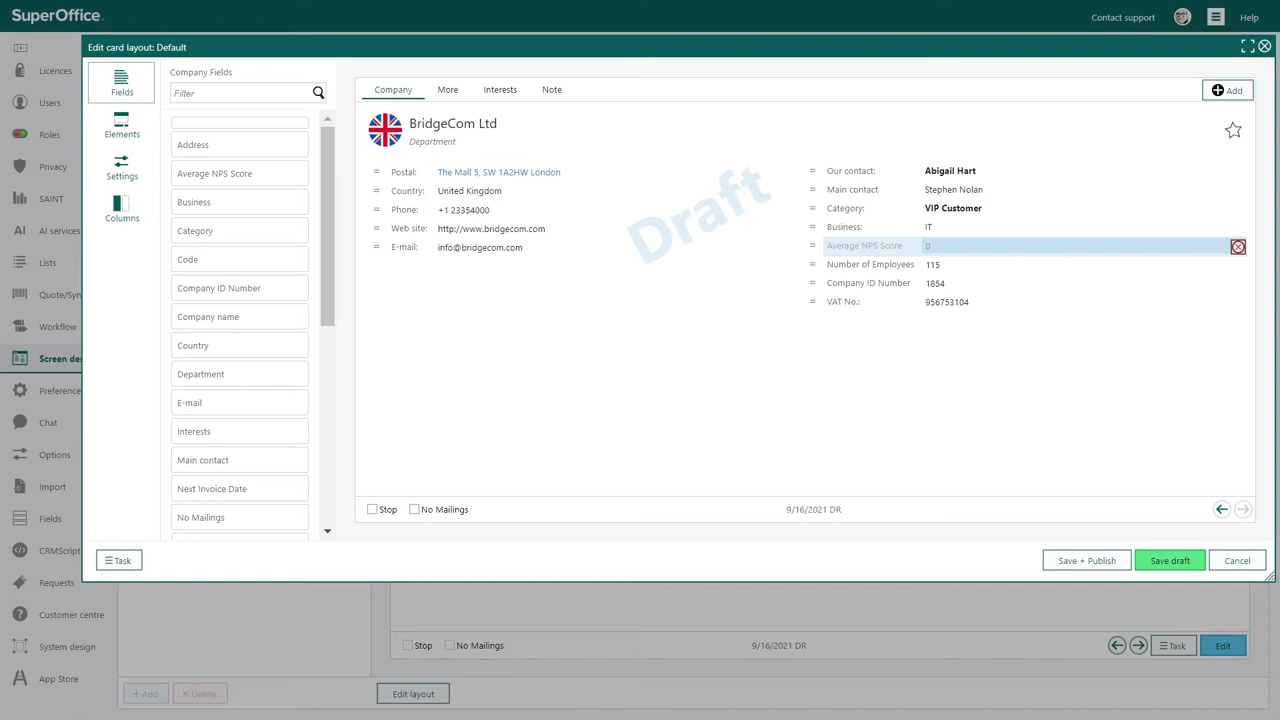 SuperOffice
Contact support
Help
Edit card layout: Default
Licences
Users
Roles
Privacy
SAINT
AI services
Lists
Quote/Syn
Workflow
Screen des
Preference
Chat
Options
Import
Fields
CRMScript
Requests
Customer centre
System design
App Store
Fields
Elements
Settings
Columns
Company Fields
Filter
Address
Average NPS Score
Business
Category
Code
Company ID Number
Company name
Country
Department
E-mail
Interests
Main contact
Next Invoice Date
No Mailings
Company More Interests Note
Add
BridgeCom Ltd
Department
Draft
Postal: The Mall 5, SW 1A2HW London
Country: United Kingdom
Phone: +1 23354000
Web site: http://www.bridgecom.com
E-mail: info@bridgecom.com
Our contact: Abigail Hart
Main contact Stephen Nolan
Category: VIP Customer
Business: IT
Average NPS Score 0
Number of Employees 115
Company ID Number 1854
VAT No.: 956753104
Stop No Mailings 9/16/2021 DR
Task
Save + Publish Save draft Cancel
Stop No Mailings 9/16/2021 DR Task Edit
+ Add Delete Edit layout